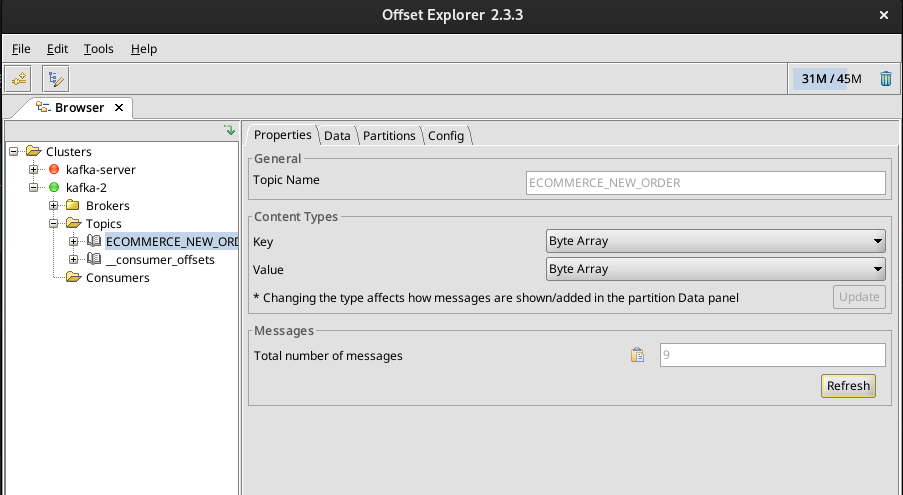 Offset Explorer 2.3.3
File Edit Tools Help
31M / 45M
Browser
Clusters
kafka-server
kafka-2
Brokers
Topics
ECOMMERCE_NEW_ORD
__consumer_offsets
Consumers
Properties Data Partitions Config
General
Topic Name ECOMMERCE_NEW_ORDER
Content Types
Key Byte Array
Value Byte Array
* Changing the type affects how messages are shown/added in the partition Data panel Update
Messages
Total number of messages 9
Refresh